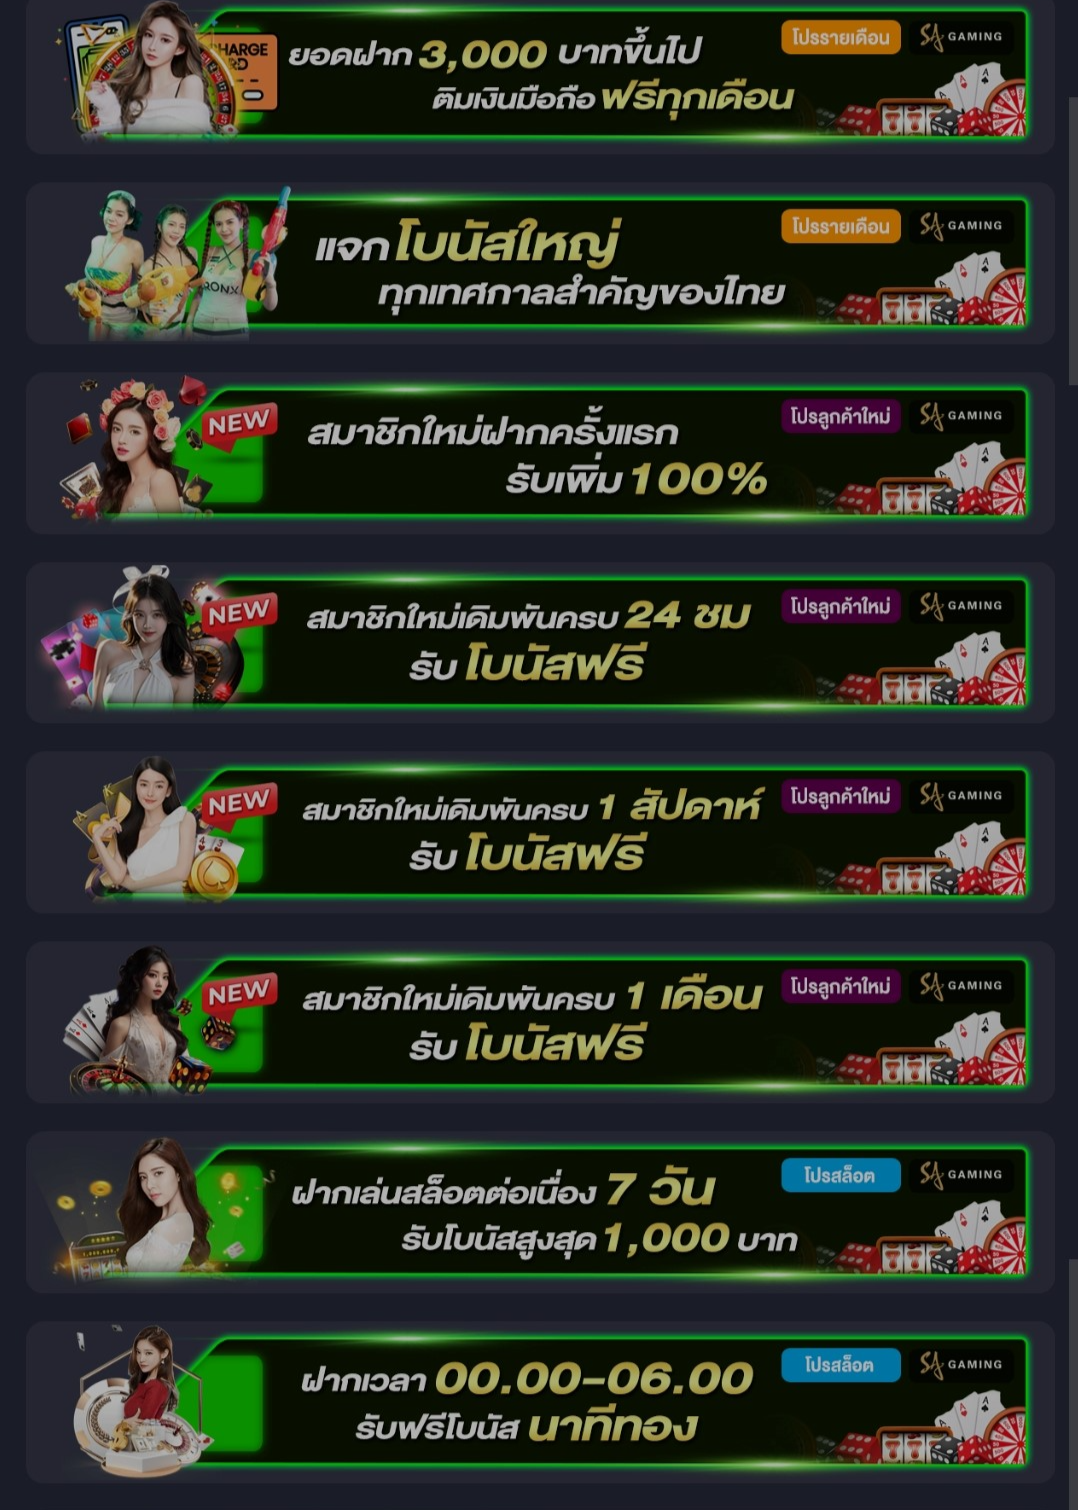 CHARGE
RD
ยอดฝาก 3,000 บาทขึ้นไป
เติมเงินมือถือ ฟรีทุกเดือน
โปรรายเดือน
SA GAMING
RONX
แจก โบนัสใหญ่
ทุกเทศกาลสำคัญของไทย
โปรรายเดือน
SA GAMING
NEW
สมาชิกใหม่ฝากครั้งแรก
รับเพิ่ม 100%
โปรลูกค้าใหม่
SA GAMING
NEW
สมาชิกใหม่เดิมพันครบ 24 ชม
รับ โบนัสฟรี
โปรลูกค้าใหม่
SA GAMING
NEW
สมาชิกใหม่เดิมพันครบ 1 สัปดาห์
รับ โบนัสฟรี
โปรลูกค้าใหม่
SA GAMING
NEW
สมาชิกใหม่เดิมพันครบ 1 เดือน
รับ โบนัสฟรี
โปรลูกค้าใหม่
SA GAMING
ฝากเล่นสล็อตต่อเนื่อง 7 วัน
รับโบนัสสูงสุด 1,000 บาท
โปรสล็อต
SA GAMING
ฝากเวลา 00.00-06.00
รับฟรีโบนัส นาทีทอง
โปรสล็อต
SA GAMING